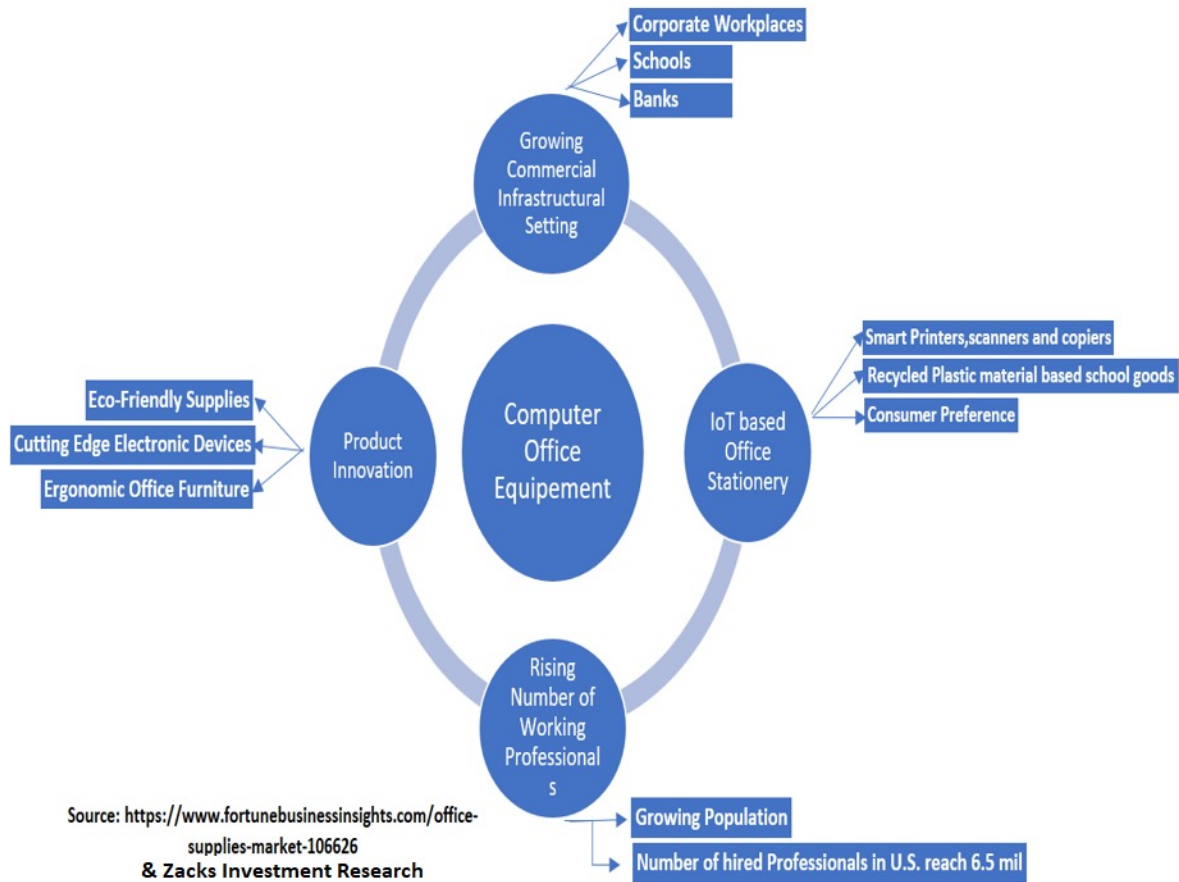 Corporate Workplaces
Schools
Banks
Growing
Commercial
Infrastructural
Setting
Smart Printers,scanners and copiers
Recycled Plastic material based school goods
Consumer Preference
IoT based
Office
Stationery
Computer
Office
Equipement
Eco-Friendly Supplies
Cutting Edge Electronic Devices
Ergonomic Office Furniture
Product
Innovation
Rising
Number of
Working
Professional
s
Growing Population
Number of hired Professionals in U.S. reach 6.5 mil
Source: https://www.fortunebusinessinsights.com/office-
supplies-market-106626
& Zacks Investment Research